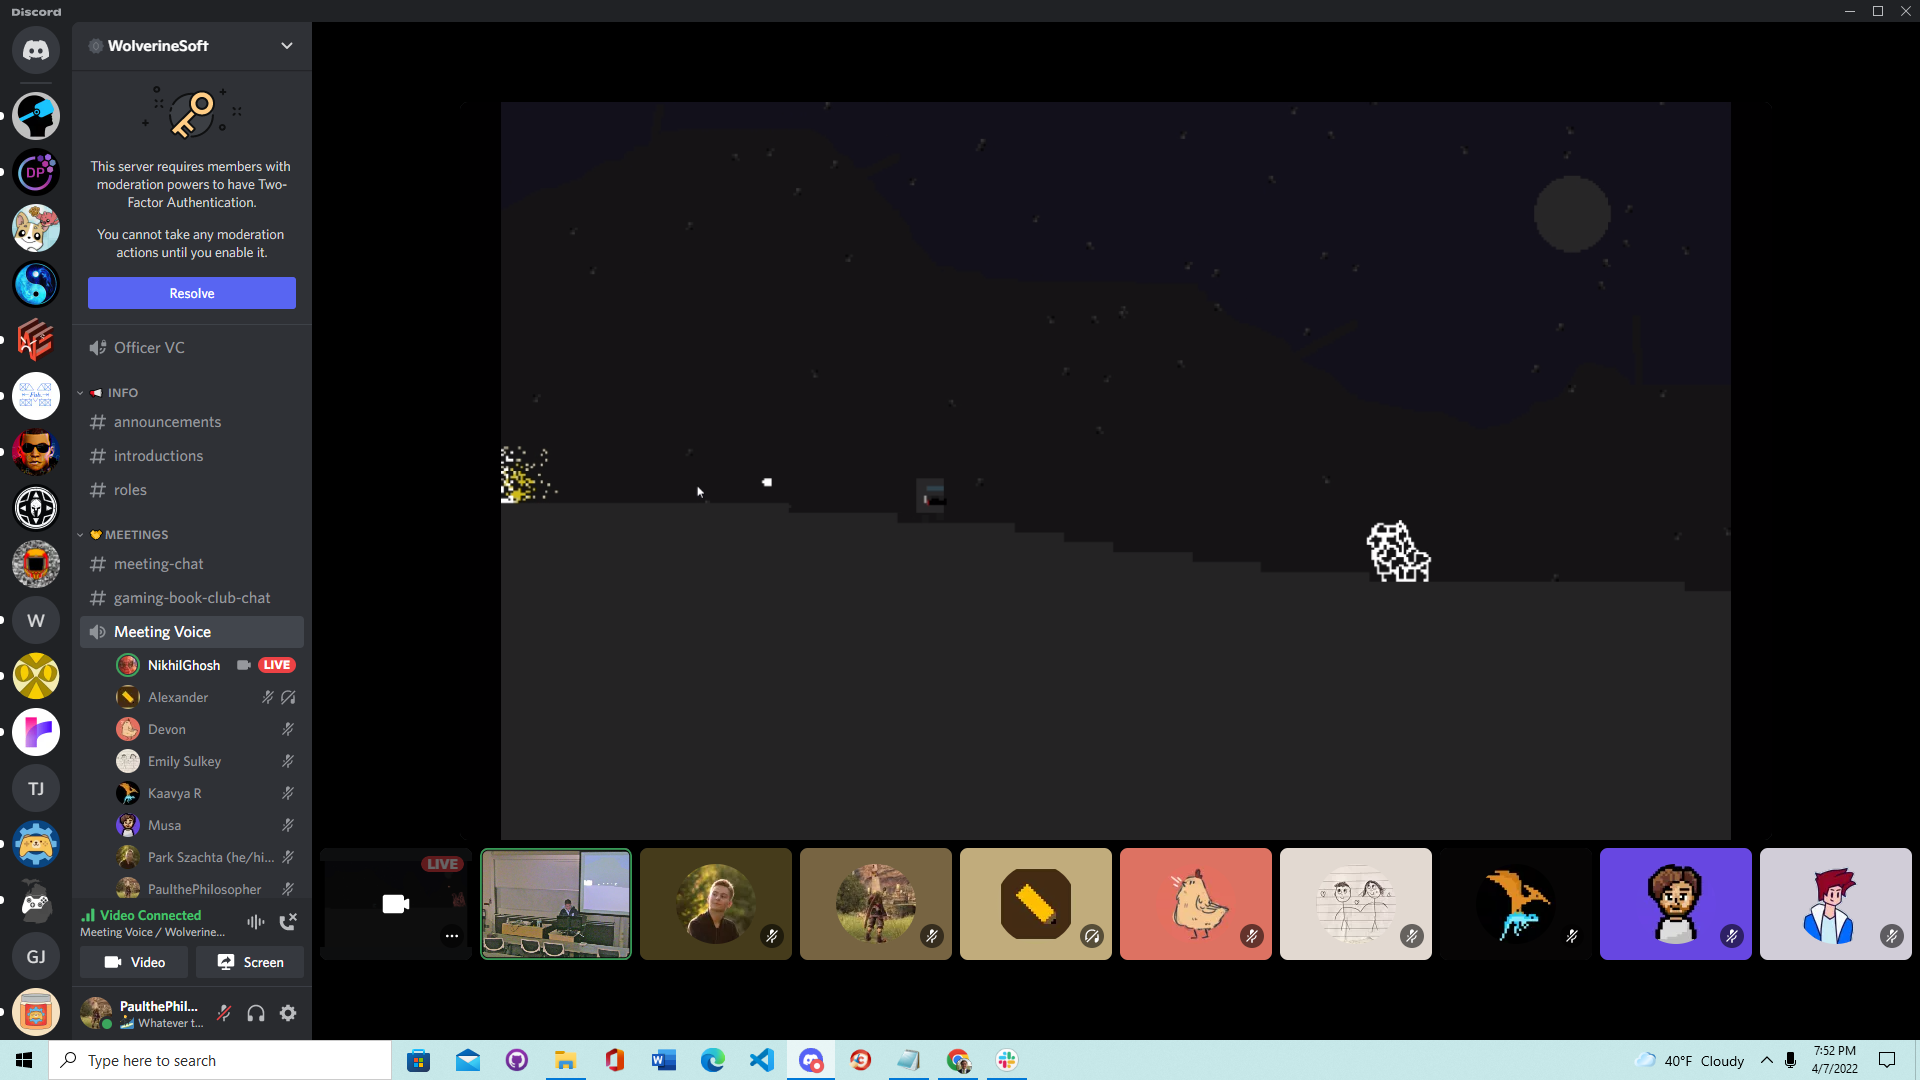 Discord
WolverineSoft
This server requires members with
moderation powers to have Two-
Factor Authentication.
You cannot take any moderation
actions until you enable it.
Resolve
Officer VC
INFO
announcements
introductions
roles
MEETINGS
meeting-chat
gaming-book-club-chat
Meeting Voice
NikhilGhosh LIVE
Alexander
Devon
Emily Sulkey
Kaavya R
Musa
Park Szachta (he/hi...
PaulthePhilosopher
Video Connected
Meeting Voice / Wolverine...
Video Screen
PaulthePhil...
Whatever t...
DP
W
TJ
GJ
LIVE
Type here to search
40°F Cloudy
7:52 PM
4/7/2022